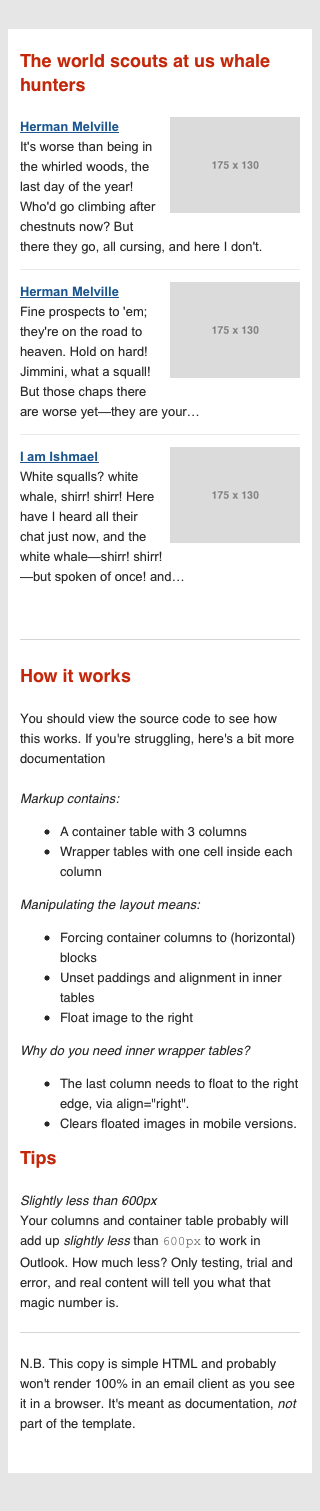 The world scouts at us whale
hunters
Herman Melville
175 x 130
It's worse than being in
the whirled woods, the
last day of the year!
Who'd go climbing after
chestnuts now? But
there they go, all cursing, and here I don't.
Herman Melville
175 x 130
Fine prospects to 'em;
they're on the road to
heaven. Hold on hard!
Jimmini, what a squall!
But those chaps there
are worse yet—they are your…
I am Ishmael
175 x 130
White squalls? white
whale, shirr! shirr! Here
have I heard all their
chat just now, and the
white whale—shirr! shirr!
—but spoken of once! and…
How it works
You should view the source code to see how
this works. If you're struggling, here's a bit more
documentation
Markup contains:
• A container table with 3 columns
• Wrapper tables with one cell inside each
column
Manipulating the layout means:
• Forcing container columns to (horizontal)
blocks
• Unset paddings and alignment in inner
tables
• Float image to the right
Why do you need inner wrapper tables?
• The last column needs to float to the right
edge, via align="right".
• Clears floated images in mobile versions.
Tips
Slightly less than 600px
Your columns and container table probably will
add up slightly less than 600px to work in
Outlook. How much less? Only testing, trial and
error, and real content will tell you what that
magic number is.
N.B. This copy is simple HTML and probably
won't render 100% in an email client as you see
it in a browser. It's meant as documentation, not
part of the template.